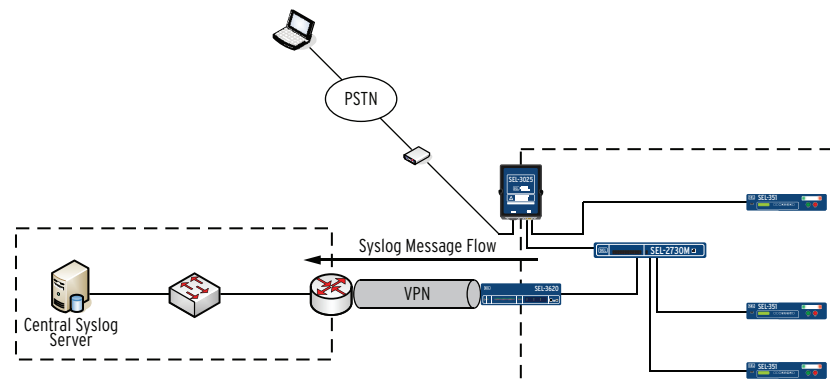 PSTN
SEL-3025
SEL-351
SEL-2730M
Syslog Message Flow
SEL-3620
VPN
SEL-351
Central Syslog
Server
SEL-351